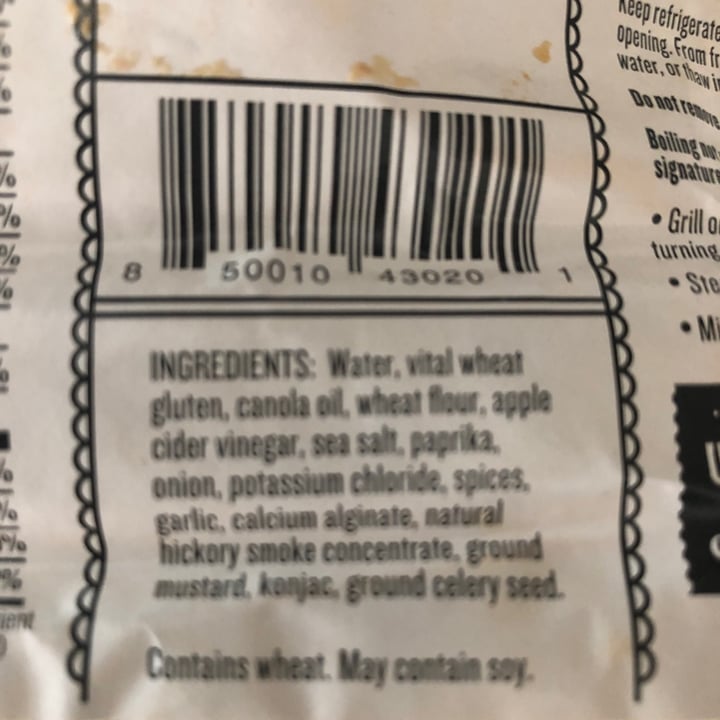 8 50010 43020 1
INGREDIENTS: Water, vital wheat
gluten, canola oil, wheat flour, apple
cider vinegar, sea salt, paprika,
onion, potassium chloride, spices,
garlic, calcium alginate, natural
hickory smoke concentrate, ground
mustard, konjac, ground celery seed.
Contains wheat. May contain soy.
Keep refrigerate
opening. From fr
water, or thaw in
Do not remove
Boiling no
signature
• Grill o
turning
• Ste
• Mi